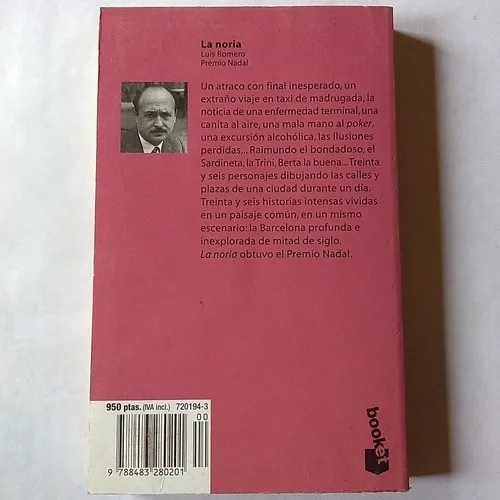 La noria
Luis Romero
Premio Nadal
Un atraco con final inesperado, un
extraño viaje en taxi de madrugada, la
noticia de una enfermedad terminal, una
canita al aire, una mala mano al poker,
una excursión alcohólica, las ilusiones
perdidas... Raimundo el bondadoso, el
Sardineta, la Trini, Berta la buena... Treinta
y seis personajes dibujando las calles y
plazas de una ciudad durante un día.
Treinta y seis historias intensas vividas
en un paisaje común, en un mismo
escenario: la Barcelona profunda e
inexplorada de mitad de siglo.
La noria obtuvo el Premio Nadal.
950 ptas. (IVA incl.) 720194-3
00
9 788483 280201
booket